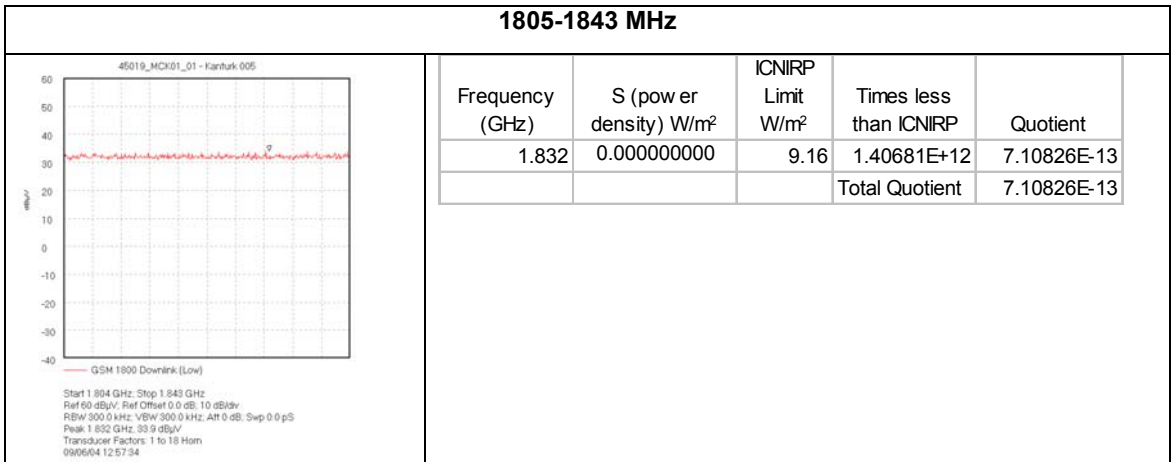 1805-1843 MHz
45019_MCK01_01 - Kanturk 005
60
50
40
30
20
10
0
-10
-20
-30
-40
dBµV
GSM 1800 Downlink (Low)
Start 1.804 GHz; Stop 1.843 GHz
Ref 60 dBµV; Ref Offset 0.0 dB; 10 dB/div
RBW 300.0 kHz; VBW 300.0 kHz; Att 0 dB; Swp 0.0 pS
Peak 1.832 GHz, 33.9 dBµV
Transducer Factors: 1 to 18 Horn
09/06/04 12:57:34
Frequency (GHz) S (pow er density) W/m² ICNIRP Limit W/m² Times less than ICNIRP Quotient
1.832 0.000000000 9.16 1.40681E+12 7.10826E-13
Total Quotient 7.10826E-13